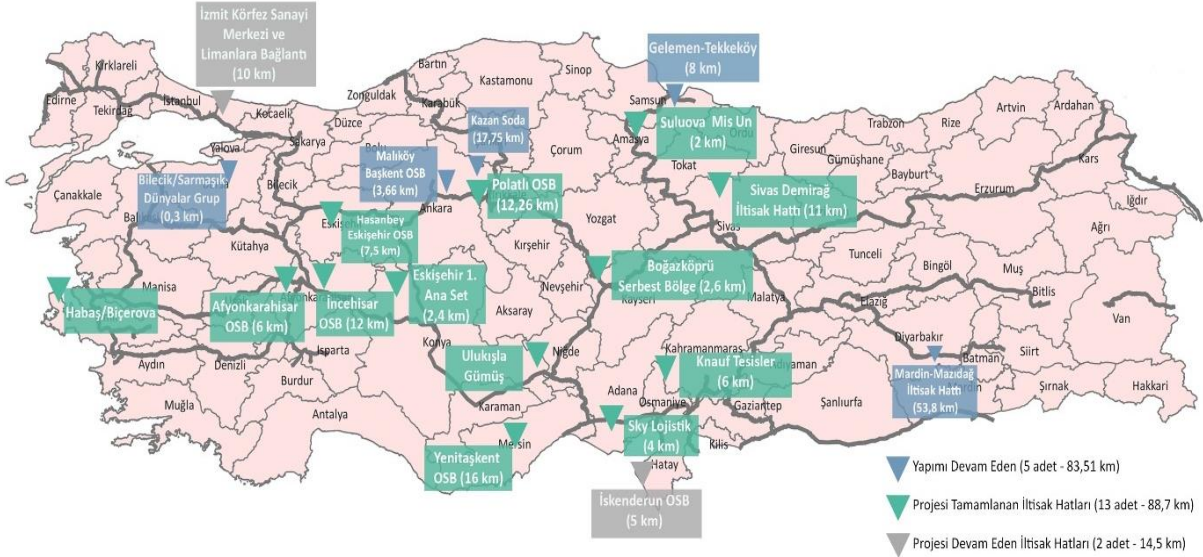 İzmit Körfez Sanayi
Merkezi ve
Limanlara Bağlantı
(10 km)
Gelemen-Tekkeköy
(8 km)
Kırklareli
Edirne
Tekirdağ
İstanbul
Kocaeli
Yalova
Sakarya
Düzce
Bolu
Zonguldak
Bartın
Karabük
Kastamonu
Sinop
Samsun
Ordu
Amasya
Çorum
Tokat
Giresun
Trabzon
Rize
Artvin
Ardahan
Gümüşhane
Bayburt
Kars
Iğdır
Erzurum
Ağrı
Kazan Soda
(17,75 km)
Malıköy
Başkent OSB
(3,66 km)
Suluova Mis Un
(2 km)
Bilecik/Sarmaşık
Dünyalar Grup
(0,3 km)
Polatlı OSB
(12,26 km)
Sivas Demirağ
İltisak Hattı (11 km)
Hasanbey
Eskişehir OSB
(7,5 km)
Çanakkale
Bilecik
Ankara
Kütahya
Yozgat
Kırşehir
Sivas
Tunceli
Bingöl
Muş
Bitlis
Van
Boğazköprü
Serbest Bölge (2,6 km)
Eskişehir 1.
Ana Set
(2,4 km)
Habaş/Biçerova
Afyonkarahisar
OSB (6 km)
İncehisar
OSB (12 km)
Manisa
Aksaray
Nevşehir
Kayseri
Malatya
Elazığ
Diyarbakır
Batman
Siirt
Şırnak
Hakkari
Mardin-Mazıdağ
İltisak Hattı
(53,8 km)
Ulukışla
Gümüş
Knauf Tesisler
(6 km)
Aydın
Denizli
Isparta
Burdur
Muğla
Antalya
Konya
Karaman
Niğde
Mersin
Adana
Osmaniye
Kahramanmaraş
Gaziantep
Kilis
Hatay
Şanlıurfa
Sky Lojistik
(4 km)
Yenitaşkent
OSB (16 km)
İskenderun OSB
(5 km)
Yapımı Devam Eden (5 adet - 83,51 km)
Projesi Tamamlanan İltisak Hatları (13 adet - 88,7 km)
Projesi Devam Eden İltisak Hatları (2 adet - 14,5 km)